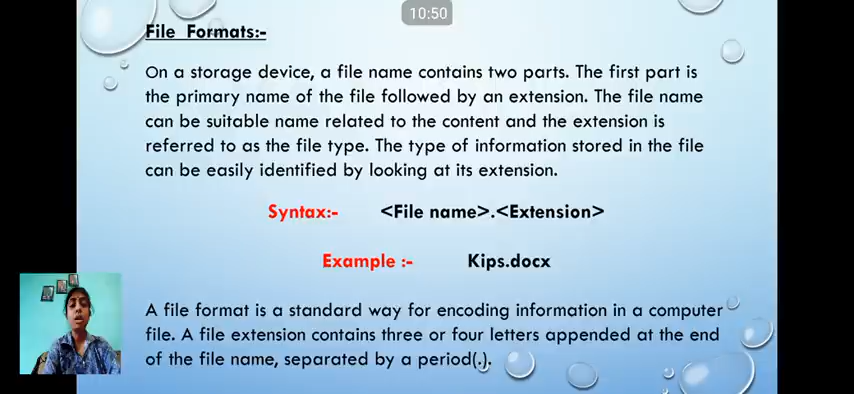 10:50
File Formats:-
On a storage device, a file name contains two parts. The first part is
the primary name of the file followed by an extension. The file name
can be suitable name related to the content and the extension is
referred to as the file type. The type of information stored in the file
can be easily identified by looking at its extension.
Syntax:- <File name>.<Extension>
Example :- Kips.docx
A file format is a standard way for encoding information in a computer
file. A file extension contains three or four letters appended at the end
of the file name, separated by a period(.).